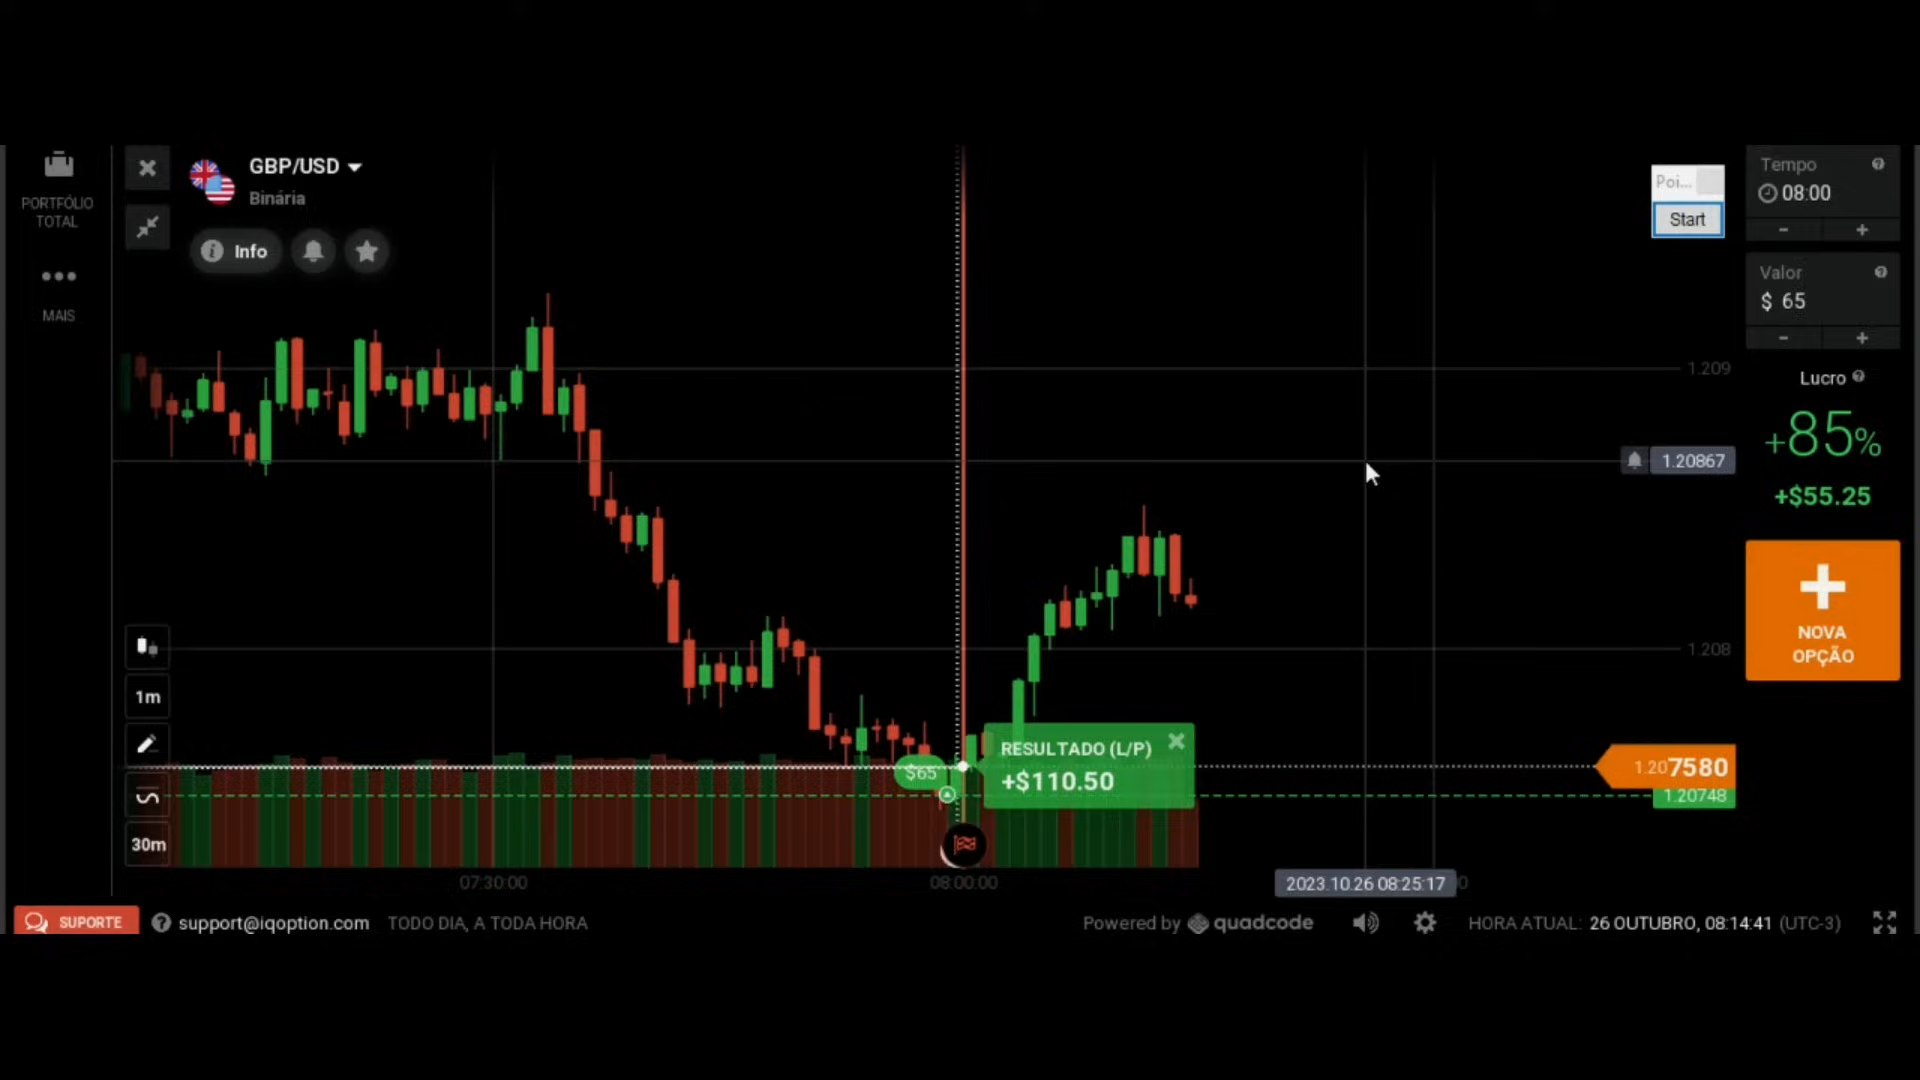 PORTFÓLIO
TOTAL
MAIS
GBP/USD
Binária
Info
Poi...
Start
Tempo
08:00
- +
Valor
$ 65
- +
Lucro
+85%
+$55.25
NOVA
OPÇÃO
1.209
1.20867
1.208
1.207580
1.20748
1m
30m
$65
RESULTADO (L/P)
+$110.50
07:30:00
08:00:00
2023.10.26 08:25:17
SUPORTE
support@iqoption.com
TODO DIA, A TODA HORA
Powered by quadcode
HORA ATUAL: 26 OUTUBRO, 08:14:41 (UTC-3)